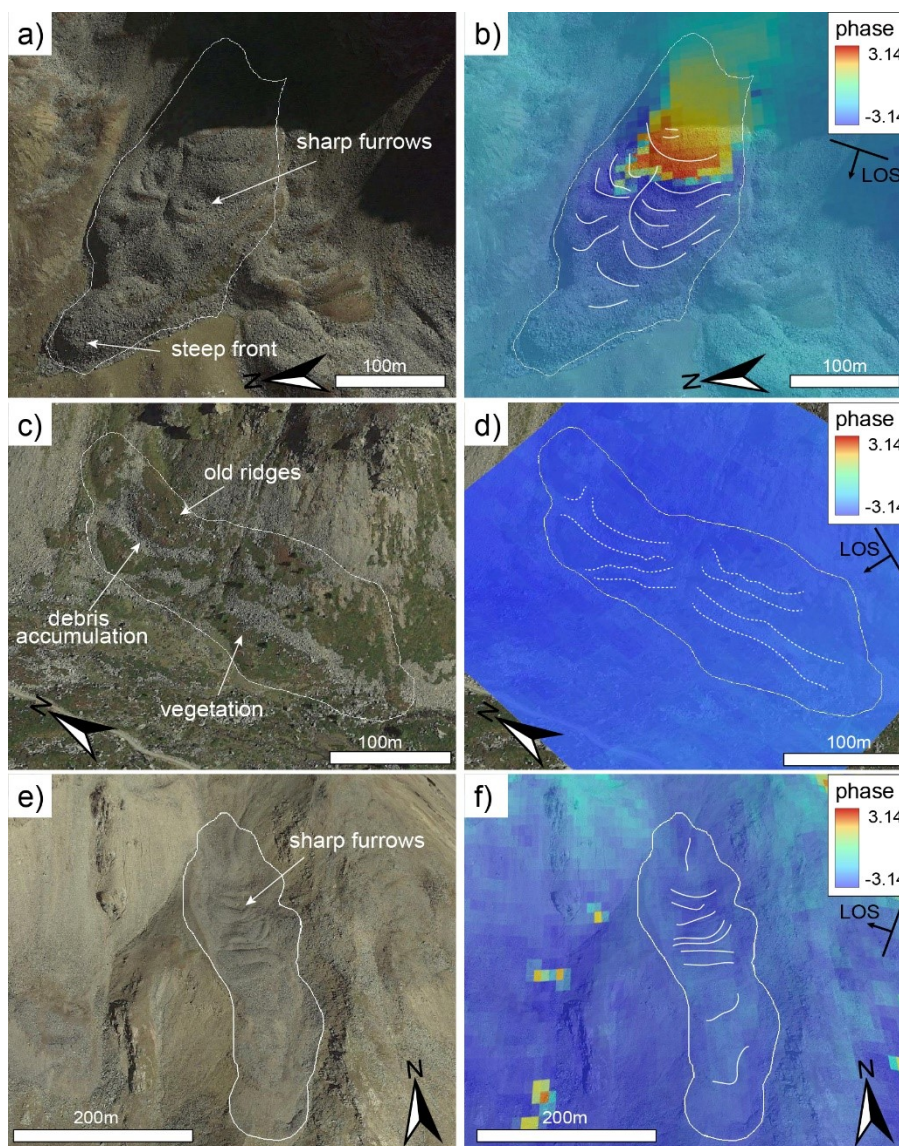 a)
sharp furrows
steep front
N
100m
b)
phase
3.14
-3.14
LOS
N
100m
c)
old ridges
debris
accumulation
vegetation
N
100m
d)
phase
3.14
-3.14
LOS
N
100m
e)
sharp furrows
N
200m
f)
phase
3.14
-3.14
LOS
N
200m